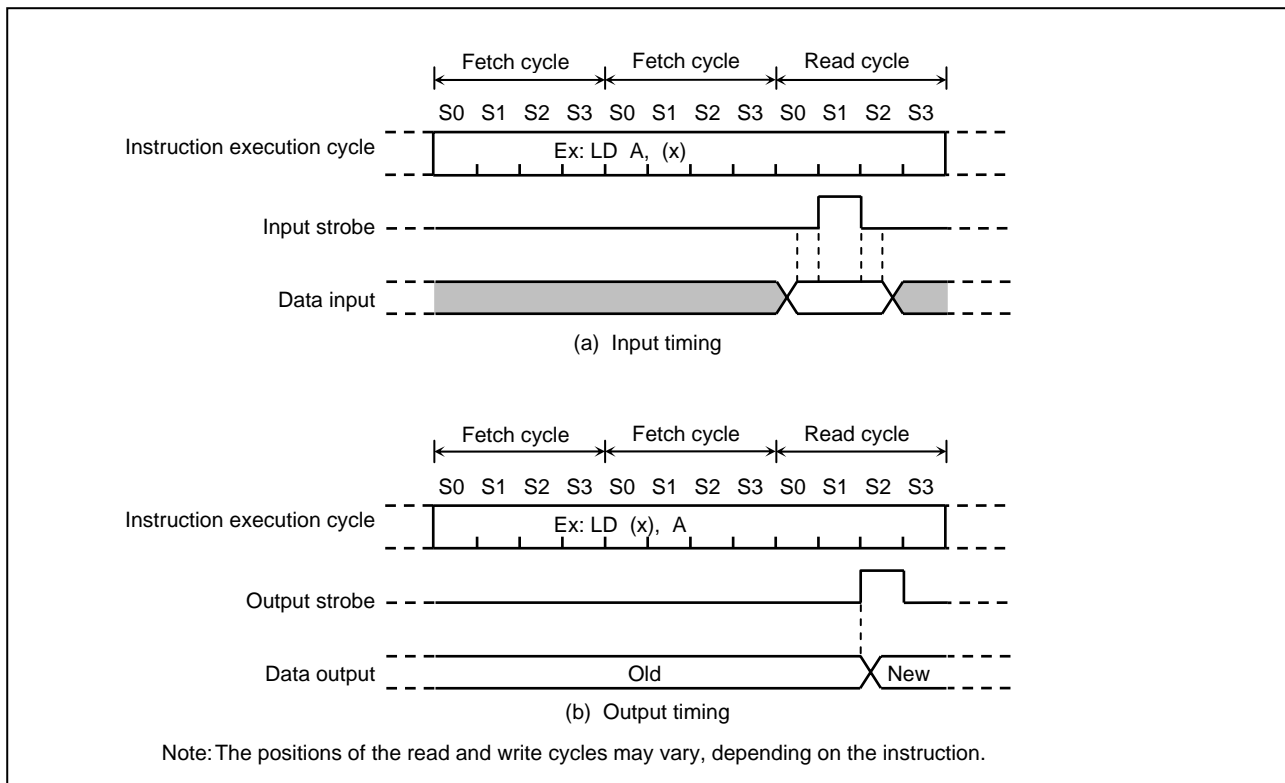 Fetch cycle Fetch cycle Read cycle
S0 S1 S2 S3 S0 S1 S2 S3 S0 S1 S2 S3
Instruction execution cycle
Ex: LD A, (x)
Input strobe
Data input
(a) Input timing
Fetch cycle Fetch cycle Read cycle
S0 S1 S2 S3 S0 S1 S2 S3 S0 S1 S2 S3
Instruction execution cycle
Ex: LD (x), A
Output strobe
Data output Old New
(b) Output timing
Note: The positions of the read and write cycles may vary, depending on the instruction.